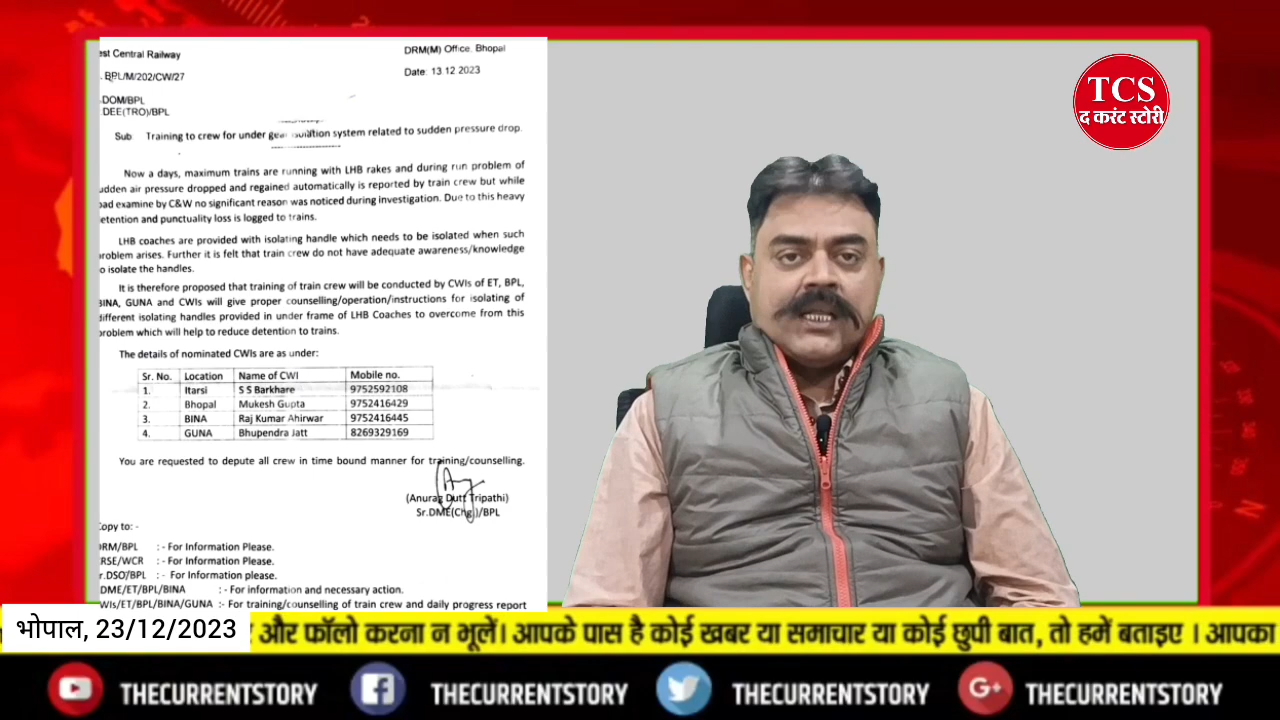 est Central Railway
DRM(M) Office, Bhopal
. BPL/M/202/CW/27
Date: 13 12 2023
.DOM/BPL
.DEE(TRO)/BPL
Sub Training to crew for under gear isolation system related to sudden pressure drop.
Now a days, maximum trains are running with LHB rakes and during run problem of
udden air pressure dropped and regained automatically is reported by train crew but while
oad examine by C&W no significant reason was noticed during investigation. Due to this heavy
etention and punctuality loss is logged to trains.
LHB coaches are provided with isolating handle which needs to be isolated when such
problem arises. Further it is felt that train crew do not have adequate awareness/knowledge
o isolate the handles.
It is therefore proposed that training of train crew will be conducted by CWIs of ET, BPL,
BINA, GUNA and CWIs will give proper counselling/operation/instructions for isolating of
different isolating handles provided in under frame of LHB Coaches to overcome from this
problem which will help to reduce detention to trains.
The details of nominated CWIs are as under:
Sr. No. Location Name of CWI Mobile no.
1. Itarsi S S Barkhare 9752592108
2. Bhopal Mukesh Gupta 9752416429
3. BINA Raj Kumar Ahirwar 9752416445
4. GUNA Bhupendra Jatt 8269329169
You are requested to depute all crew in time bound manner for training/counselling.
(Anurag Dutt Tripathi)
Sr.DME(Chg)/BPL
Copy to: -
DRM/BPL :- For Information Please.
RSE/WCR :- For Information Please.
r.DSO/BPL :- For Information please.
DME/ET/BPL/BINA :- For information and necessary action.
WIs/ET/BPL/BINA/GUNA :- For training/counselling of train crew and daily progress report
TCS
द करंट स्टोरी
भोपाल, 23/12/2023
और फॉलो करना न भूलें। आपके पास है कोई खबर या समाचार या कोई छुपी बात, तो हमें बताइए । आपका
THECURRENTSTORY THECURRENTSTORY THECURRENTSTORY THECURRENTSTORY